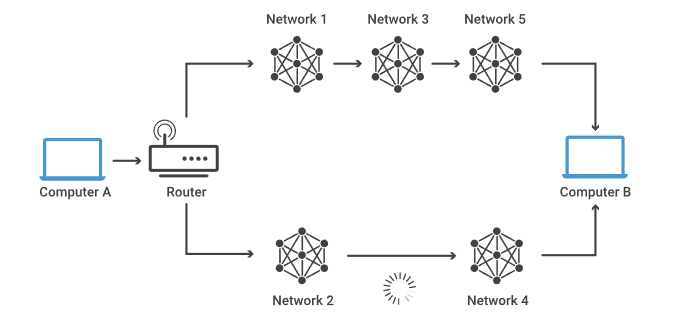 Network 1
Network 3
Network 5
Computer A
Router
Computer B
Network 2
Network 4